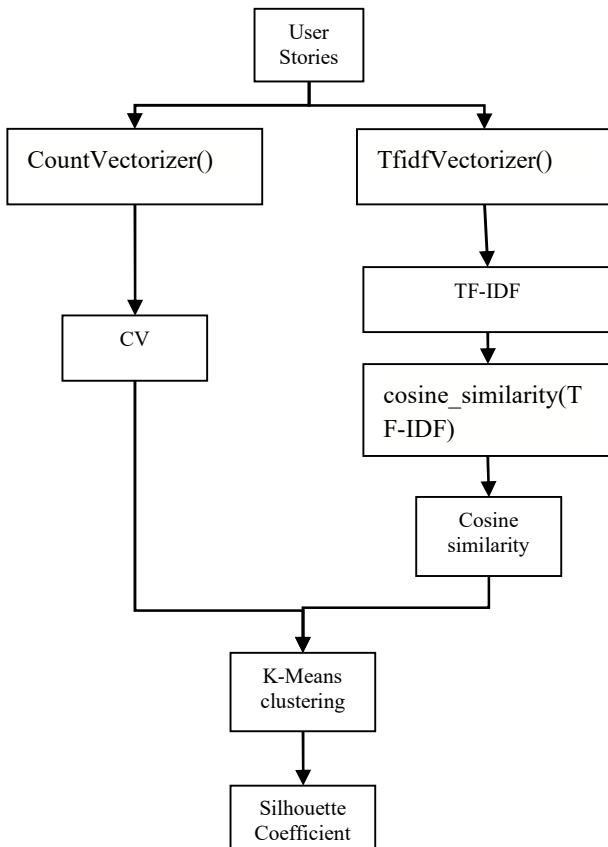 User
Stories
CountVectorizer()
TfidfVectorizer()
TF-IDF
CV
cosine_similarity(T
F-IDF)
Cosine
similarity
K-Means
clustering
Silhouette
Coefficient